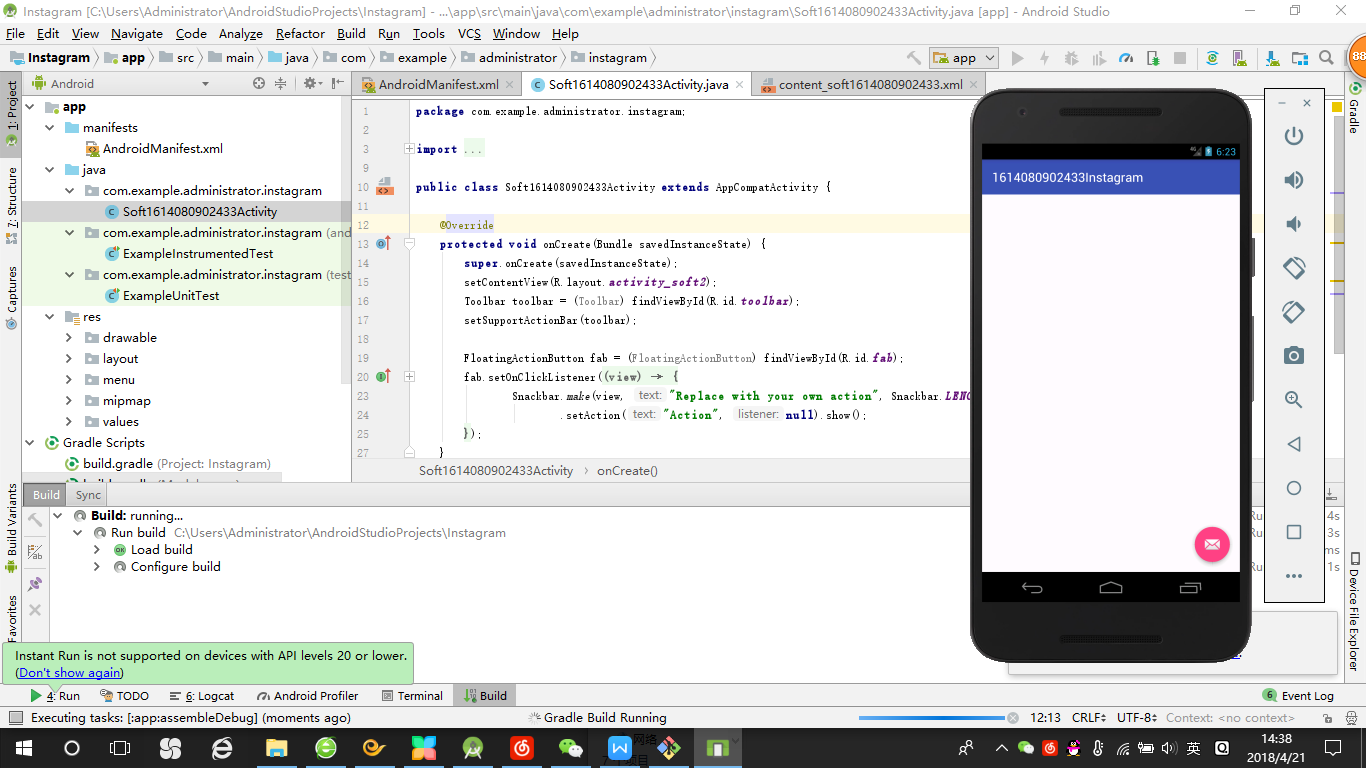 Instagram [C:\Users\Administrator\AndroidStudioProjects\Instagram] - ...\app\src\main\java\com\example\administrator\instagram\Soft1614080902433Activity.java [app] - Android Studio
File Edit View Navigate Code Analyze Refactor Build Run Tools VCS Window Help
Instagram app src main java com example administrator instagram
app
88
Android
AndroidManifest.xml
Soft1614080902433Activity.java
content_soft1614080902433.xml
1: Project
7: Structure
Captures
Build Variants
Favorites
app
manifests
AndroidManifest.xml
java
com.example.administrator.instagram
Soft1614080902433Activity
com.example.administrator.instagram (and
ExampleInstrumentedTest
com.example.administrator.instagram (test
ExampleUnitTest
res
drawable
layout
menu
mipmap
values
Gradle Scripts
build.gradle (Project: Instagram)
1 package com.example.administrator.instagram;
2
3 import ...
9
10 public class Soft1614080902433Activity extends AppCompatActivity {
11
12 @Override
13 protected void onCreate(Bundle savedInstanceState) {
14 super.onCreate(savedInstanceState);
15 setContentView(R.layout.activity_soft2);
16 Toolbar toolbar = (Toolbar) findViewById(R.id.toolbar);
17 setSupportActionBar(toolbar);
18
19 FloatingActionButton fab = (FloatingActionButton) findViewById(R.id.fab);
20 fab.setOnClickListener((view) → {
23 Snackbar.make(view, text: "Replace with your own action", Snackbar.LENG
24 .setAction( text: "Action", listener: null).show();
25 });
27 }
Soft1614080902433Activity onCreate()
6:23
1614080902433Instagram
Gradle
Device File Explorer
Build Sync
Build: running...
Run build C:\Users\Administrator\AndroidStudioProjects\Instagram
OK Load build
Configure build
Ru 4s
Ru 3s
ms
Ru 1s
Instant Run is not supported on devices with API levels 20 or lower.
(Don't show again)
4: Run TODO 6: Logcat Android Profiler Terminal Build 6 Event Log
Executing tasks: [:app:assembleDebug] (moments ago) Gradle Build Running 12:13 CRLF UTF-8 Context: <no context>
网络
项目
英
14:38
2018/4/21